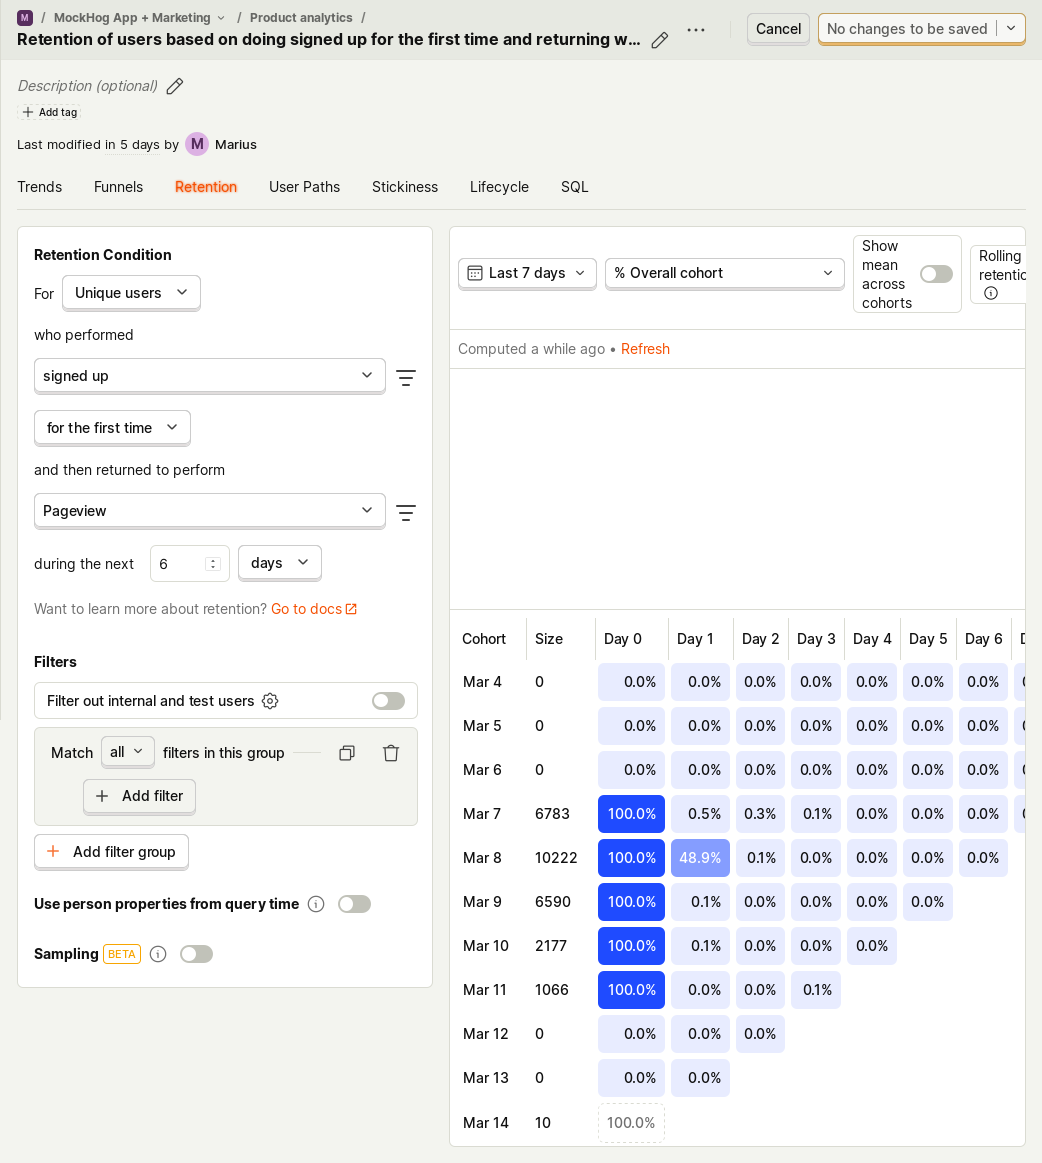 M / MockHog App + Marketing / Product analytics /
Retention of users based on doing signed up for the first time and returning w...
Cancel
No changes to be saved
Description (optional)
Add tag
Last modified in 5 days by M Marius
Trends Funnels Retention User Paths Stickiness Lifecycle SQL
Retention Condition
For Unique users
who performed
signed up
for the first time
and then returned to perform
Pageview
during the next 6 days
Want to learn more about retention? Go to docs
Filters
Filter out internal and test users
Match all filters in this group
Add filter
Add filter group
Use person properties from query time
Sampling BETA
Last 7 days
% Overall cohort
Show
mean
across
cohorts
Rolling
retentio
Computed a while ago • Refresh
Cohort Size Day 0 Day 1 Day 2 Day 3 Day 4 Day 5 Day 6
Mar 4 0 0.0% 0.0% 0.0% 0.0% 0.0% 0.0% 0.0%
Mar 5 0 0.0% 0.0% 0.0% 0.0% 0.0% 0.0% 0.0%
Mar 6 0 0.0% 0.0% 0.0% 0.0% 0.0% 0.0% 0.0%
Mar 7 6783 100.0% 0.5% 0.3% 0.1% 0.0% 0.0% 0.0%
Mar 8 10222 100.0% 48.9% 0.1% 0.0% 0.0% 0.0% 0.0%
Mar 9 6590 100.0% 0.1% 0.0% 0.0% 0.0% 0.0%
Mar 10 2177 100.0% 0.1% 0.0% 0.0% 0.0%
Mar 11 1066 100.0% 0.0% 0.0% 0.1%
Mar 12 0 0.0% 0.0% 0.0%
Mar 13 0 0.0% 0.0%
Mar 14 10 100.0%